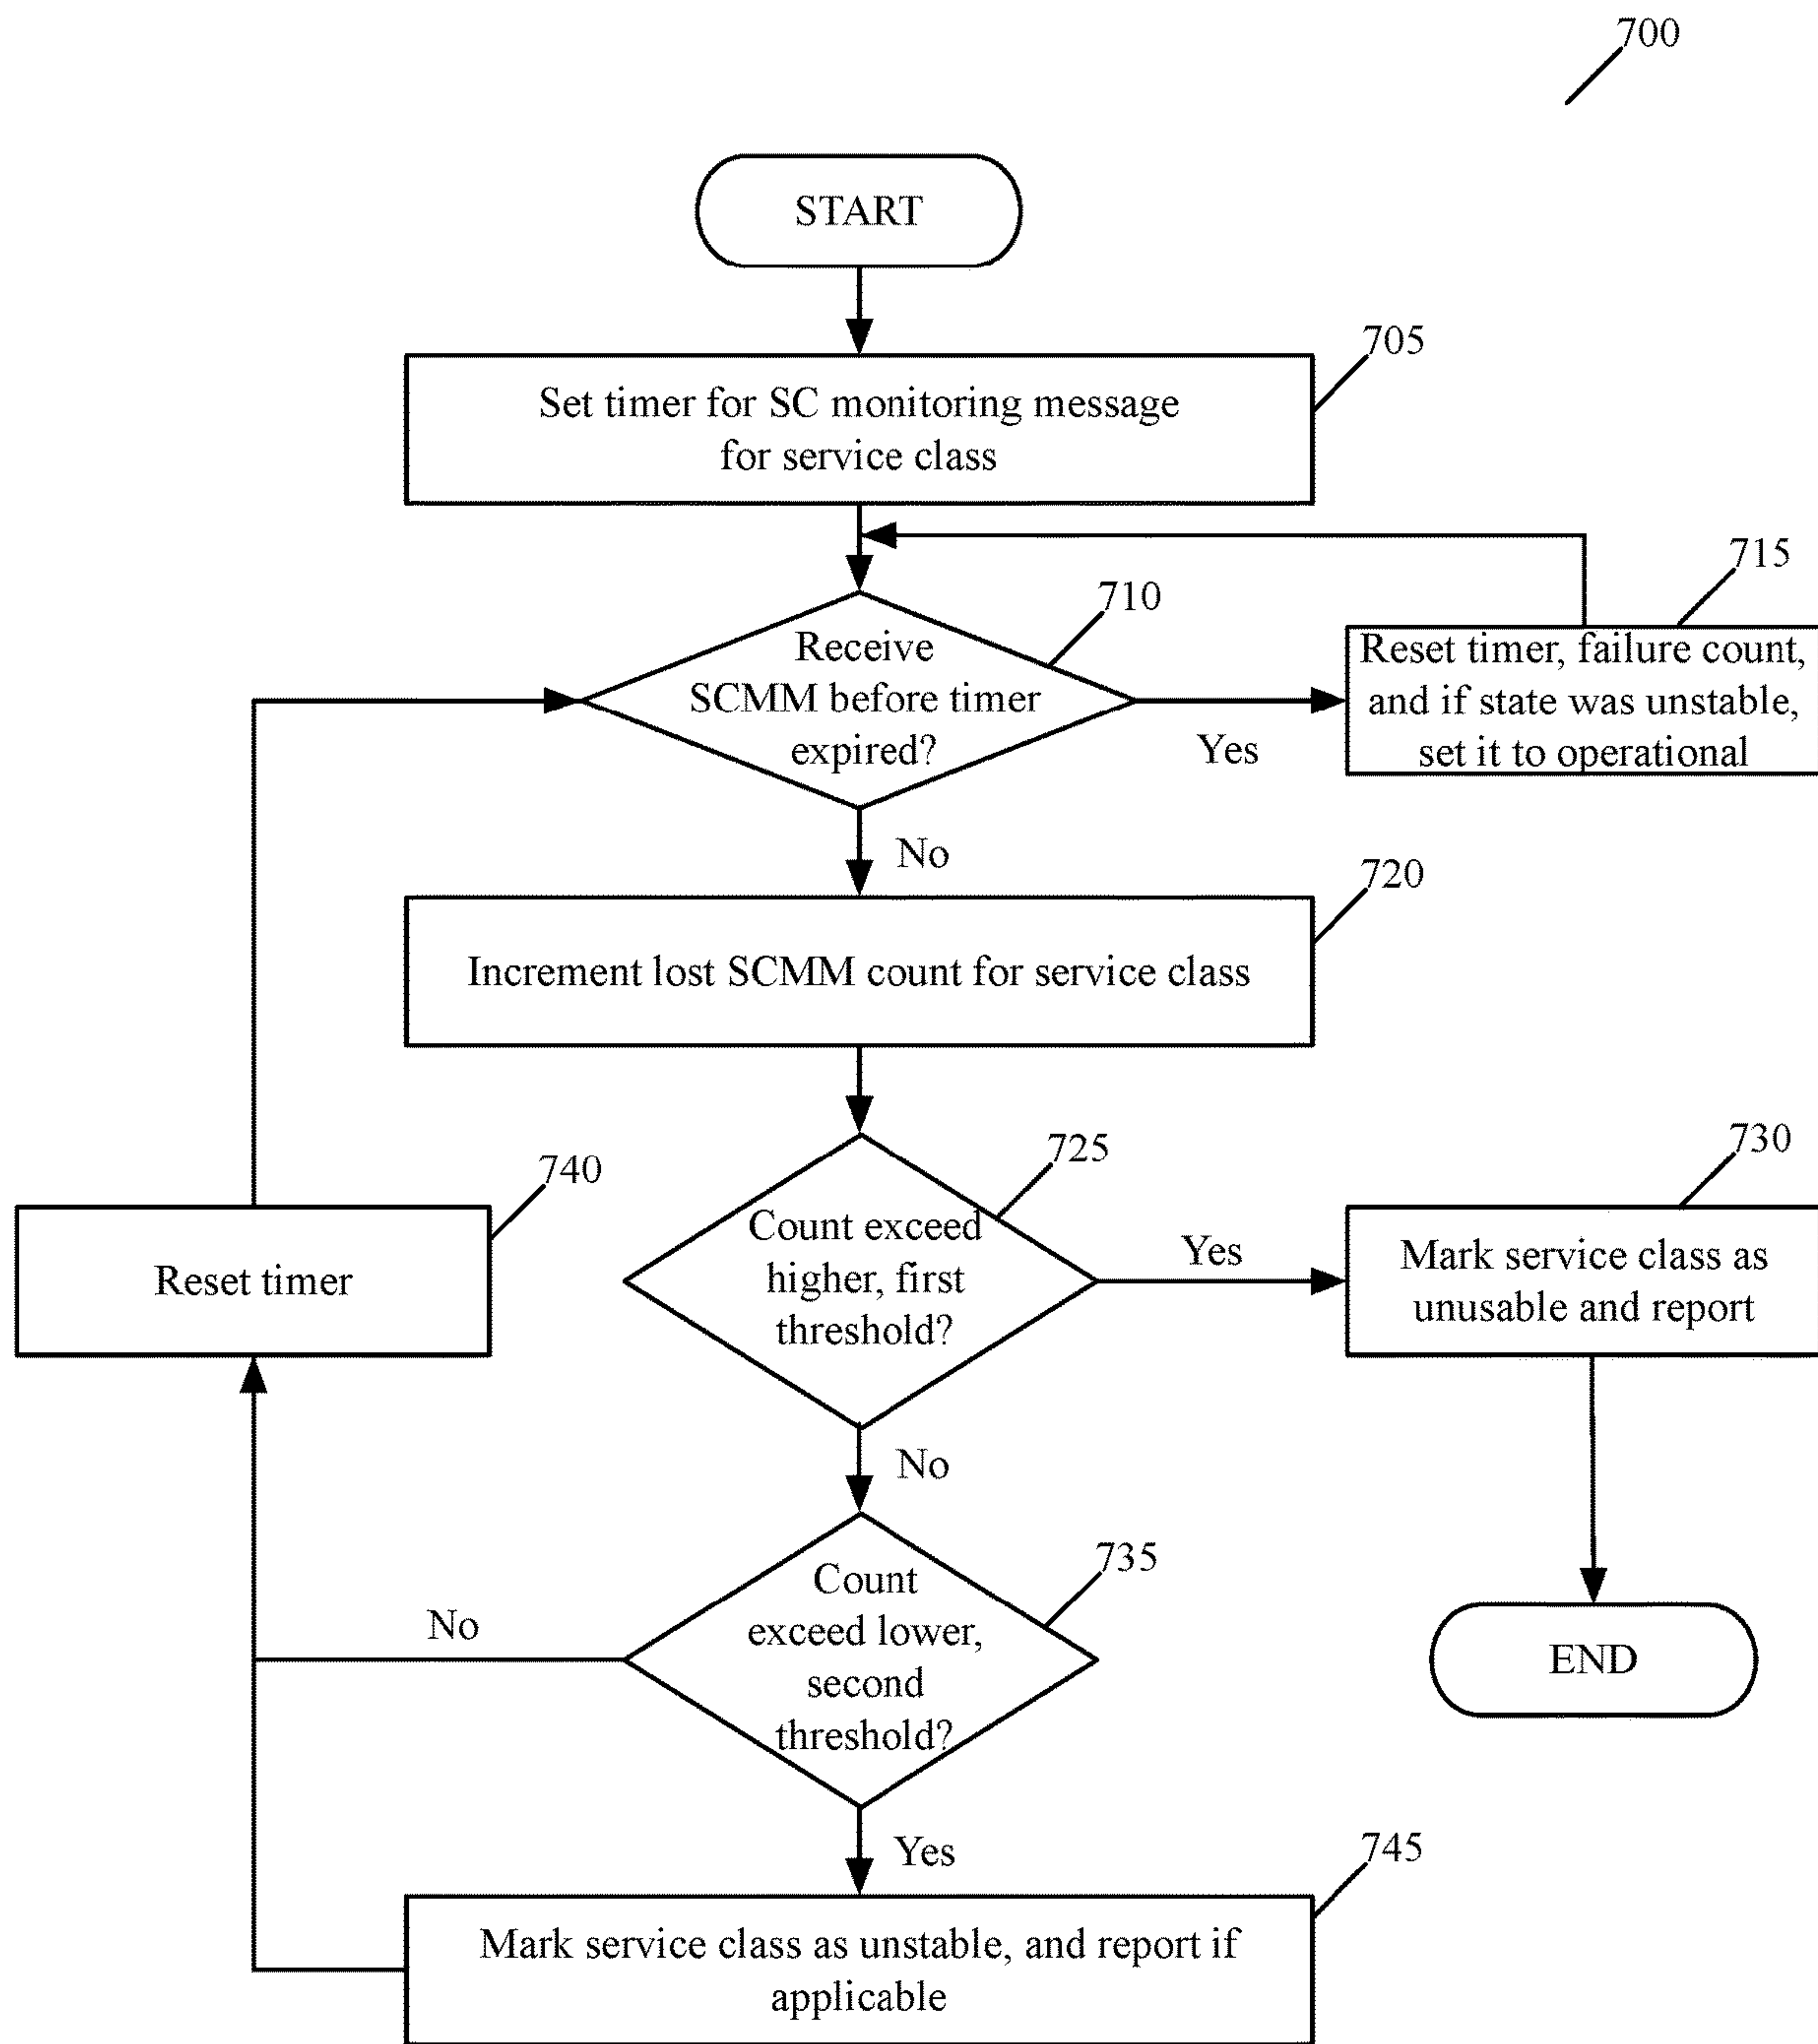 700
START
705
Set timer for SC monitoring message
for service class
715
710
Receive
SCMM before timer
expired?
Yes
Reset timer, failure count,
and if state was unstable,
set it to operational
No
720
Increment lost SCMM count for service class
725
730
740
Reset timer
Count exceed
higher, first
threshold?
Yes
Mark service class as
unusable and report
No
735
Count
exceed lower,
second
threshold?
No
END
Yes
745
Mark service class as unstable, and report if
applicable